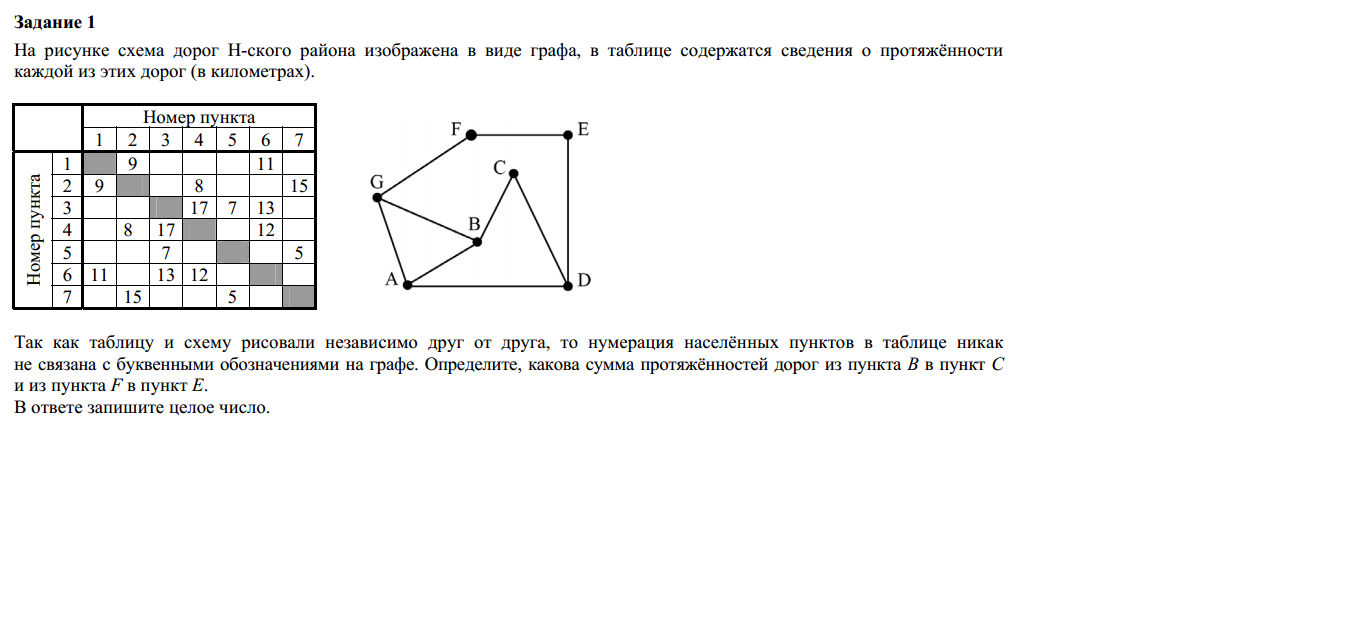 Задание 1
На рисунке схема дорог Н-ского района изображена в виде графа, в таблице содержатся сведения о протяжённости
каждой из этих дорог (в километрах).
Номер пункта
1 2 3 4 5 6 7
Номер пункта
1 9 11
2 9 8 15
3 17 7 13
4 8 17 12
5 7 5
6 11 13 12
7 15 5
F E
C
G
B
A D
Так как таблицу и схему рисовали независимо друг от друга, то нумерация населённых пунктов в таблице никак
не связана с буквенными обозначениями на графе. Определите, какова сумма протяжённостей дорог из пункта B в пункт C
и из пункта F в пункт E.
В ответе запишите целое число.